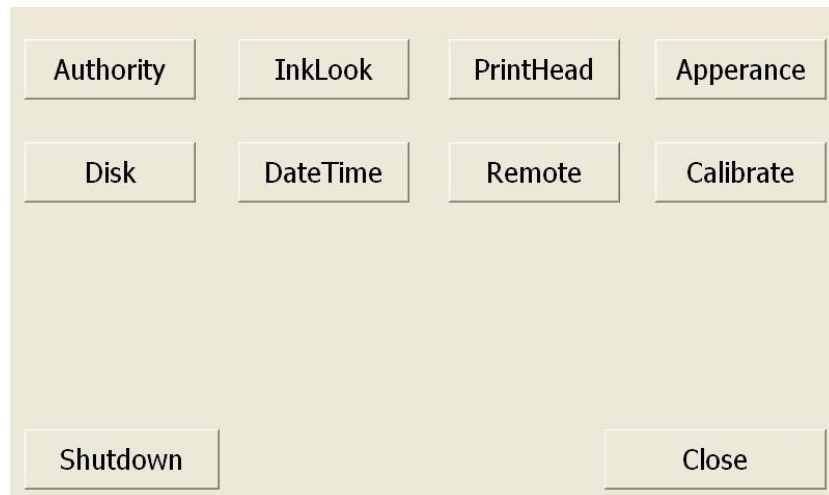 Authority InkLook PrintHead Apperance
Disk DateTime Remote Calibrate
Shutdown Close